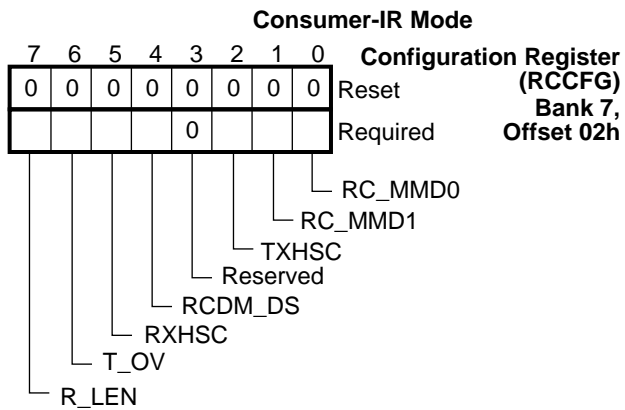 Consumer-IR Mode
7 6 5 4 3 2 1 0 Configuration Register
(RCCFG)
0 0 0 0 0 0 0 0 Reset
Bank 7,
0 Required Offset 02h
RC_MMD0
RC_MMD1
TXHSC
Reserved
RCDM_DS
RXHSC
T_OV
R_LEN